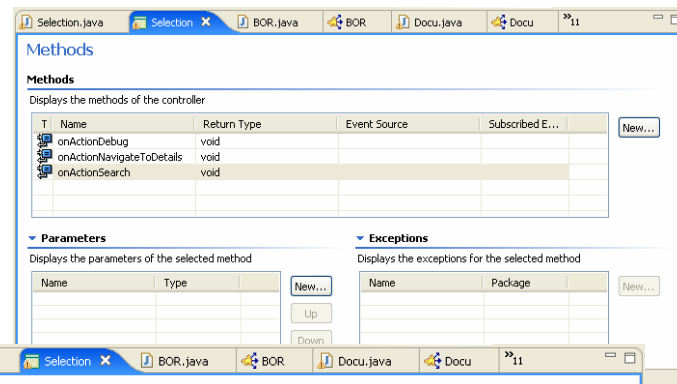 Selection.java Selection BOR.java BOR Docu.java Docu »11
Methods
Methods
Displays the methods of the controller
T Name Return Type Event Source Subscribed E... New...
onActionDebug void
onActionNavigateToDetails void
onActionSearch void
Parameters Exceptions
Displays the parameters of the selected method Displays the exceptions for the selected method
Name Type New... Name Package New...
Up
Down
Selection BOR.java BOR Docu.java Docu »11